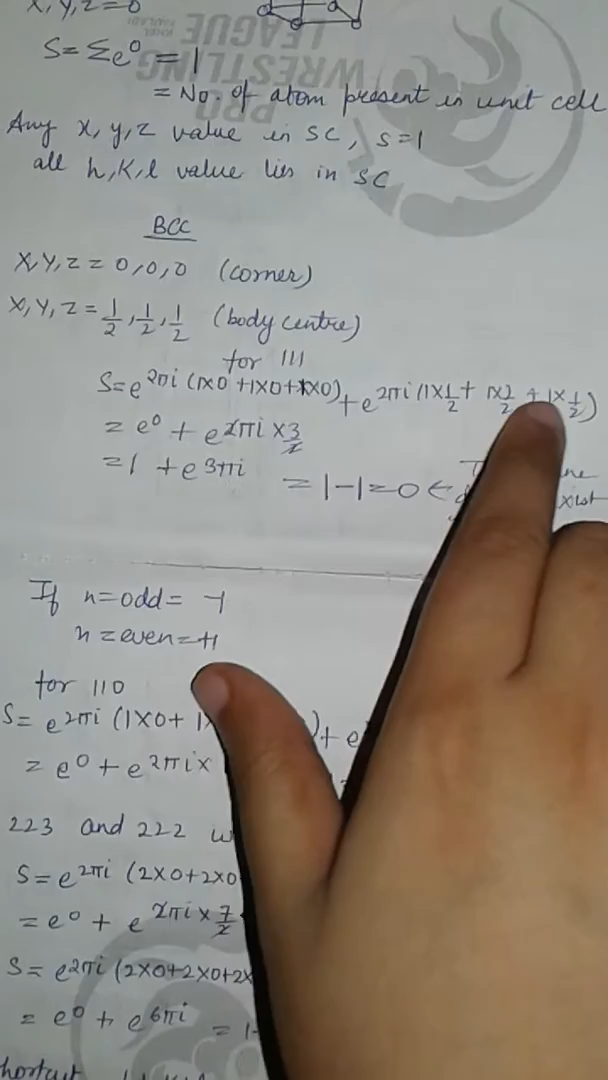 X, Y, Z = 0
S = Σe⁰ = 1
= No. of atom present in unit cell
Any x, y, z value in SC, S=1
all h, K, l value lies in SC
BCC
X, Y, Z = 0, 0, 0 (corner)
X, Y, Z = 1/2, 1/2, 1/2 (body centre)
for 111
S = e^2πi (1×0 + 1×0 + 1×0) + e^2πi (1×1/2 + 1×1/2 + 1×1/2)
= e⁰ + e^2πi × 3/2
= 1 + e^3πi = 1-1=0 ←
If n=odd= -1
n = even = +1
for 110
S = e^2πi (1×0 + 1× ) + e
= e⁰ + e^2πi×
223 and 222
S = e^2πi (2×0+2×0
= e⁰ + e^2πi × 7/2
S = e^2πi (2×0+2×0+2×
= e⁰ + e^6πi = 1
PRO
WRESTLING
LEAGUE